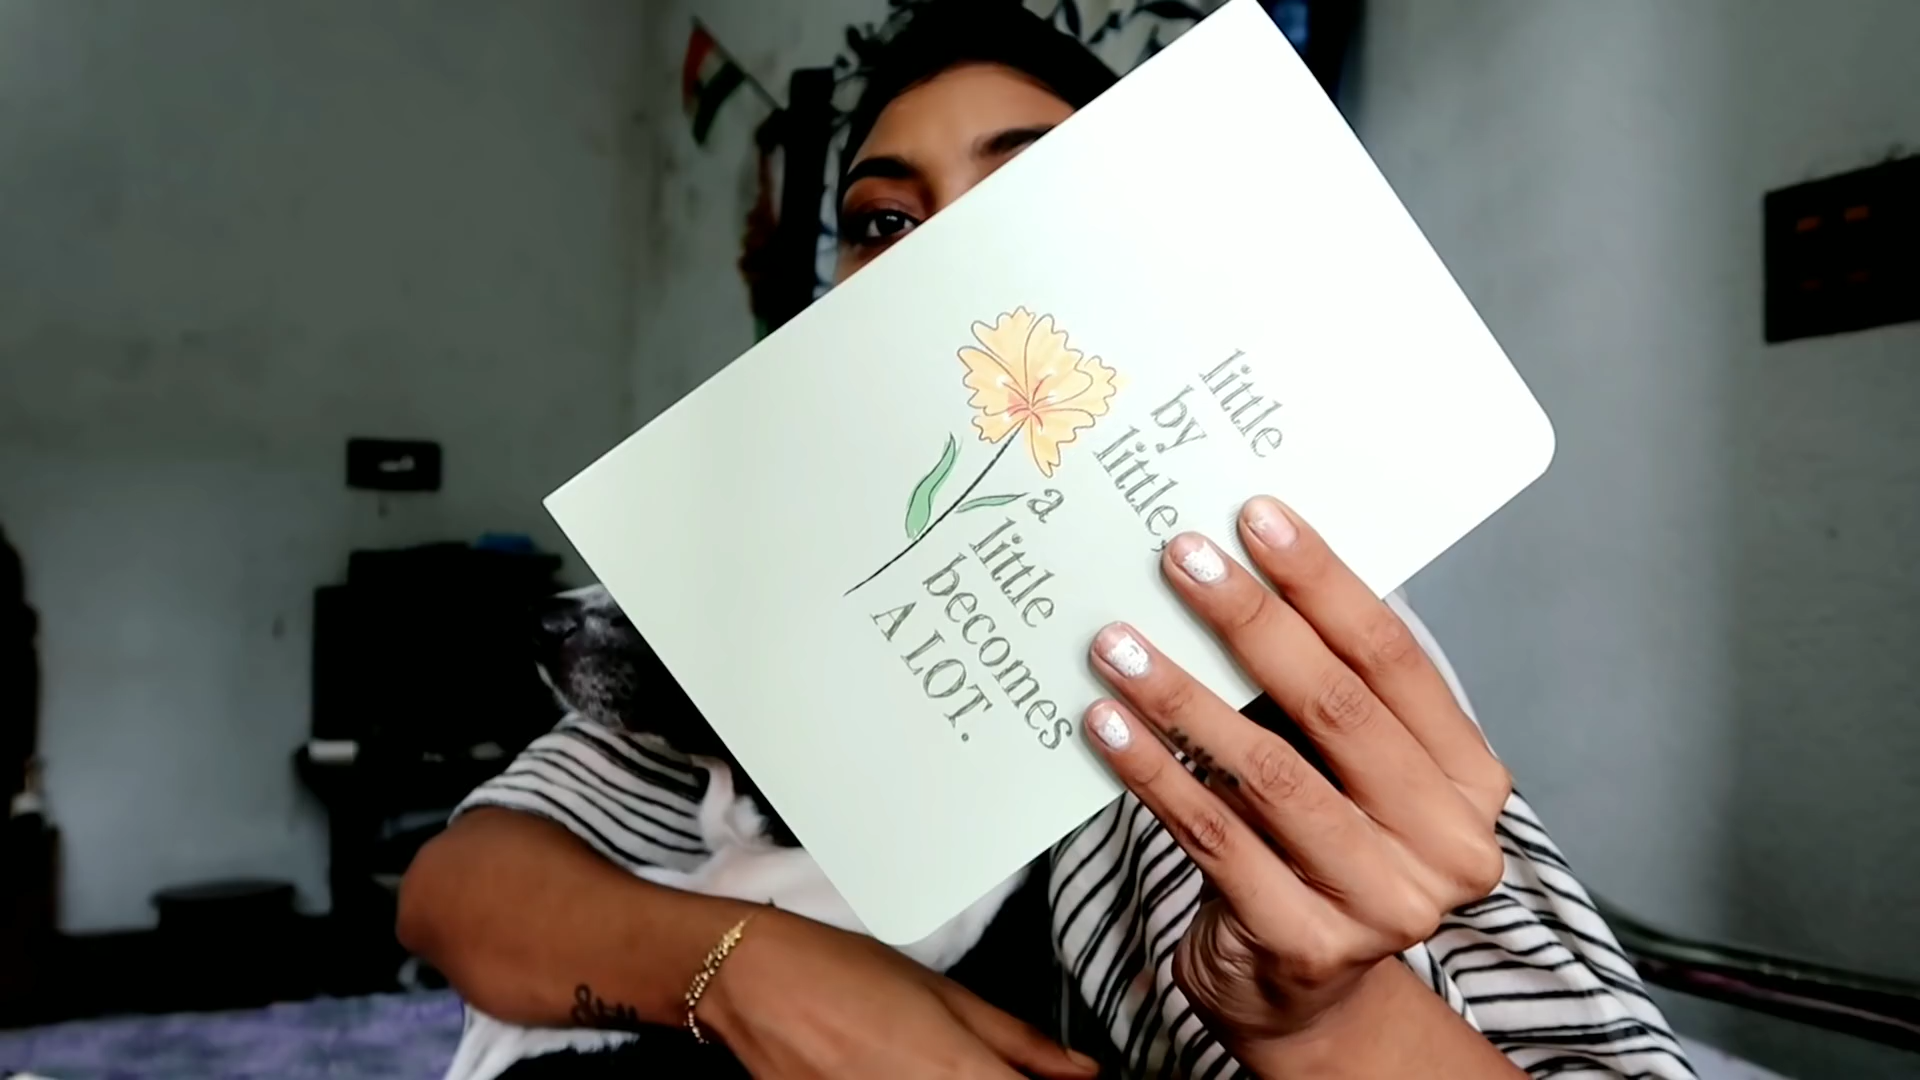 little
by
little,
a
little
becomes
A LOT.